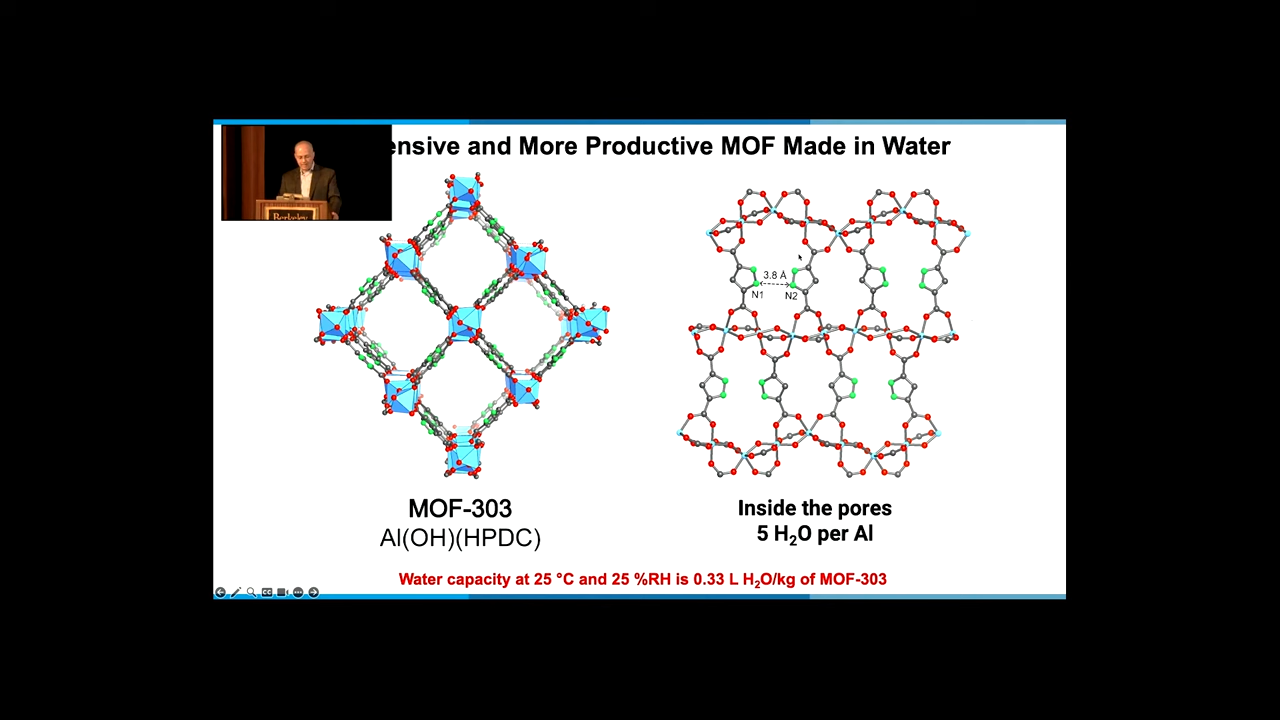 ensive and More Productive MOF Made in Water
Berkeley
3.8 Å
N1 N2
MOF-303
Al(OH)(HPDC)
Inside the pores
5 H₂O per Al
Water capacity at 25 °C and 25 %RH is 0.33 L H₂O/kg of MOF-303
CC